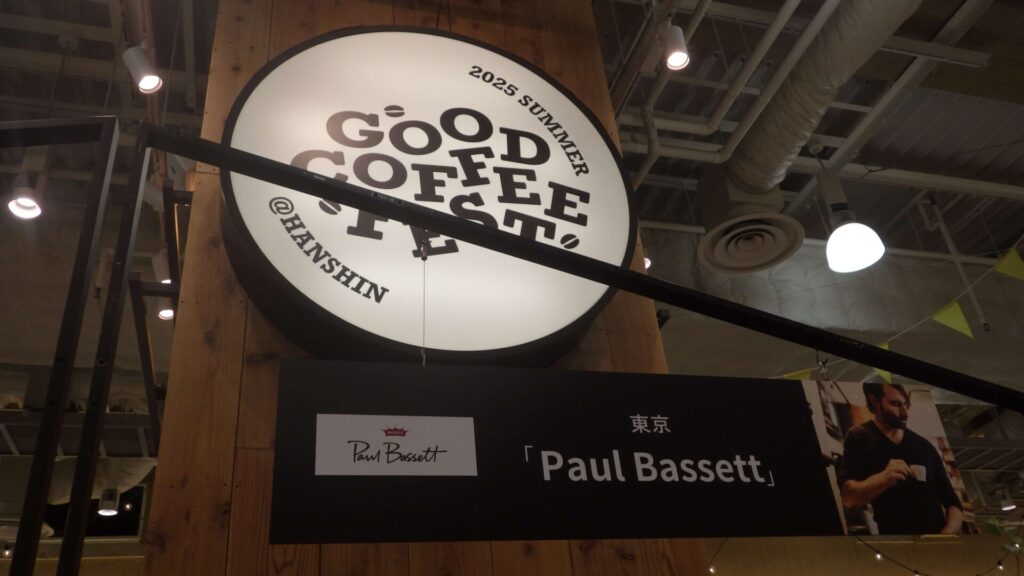 2025 SUMMER
GOOD
COFFEE
FEST
@HANSHIN
Paul Bassett
東京
「Paul Bassett」